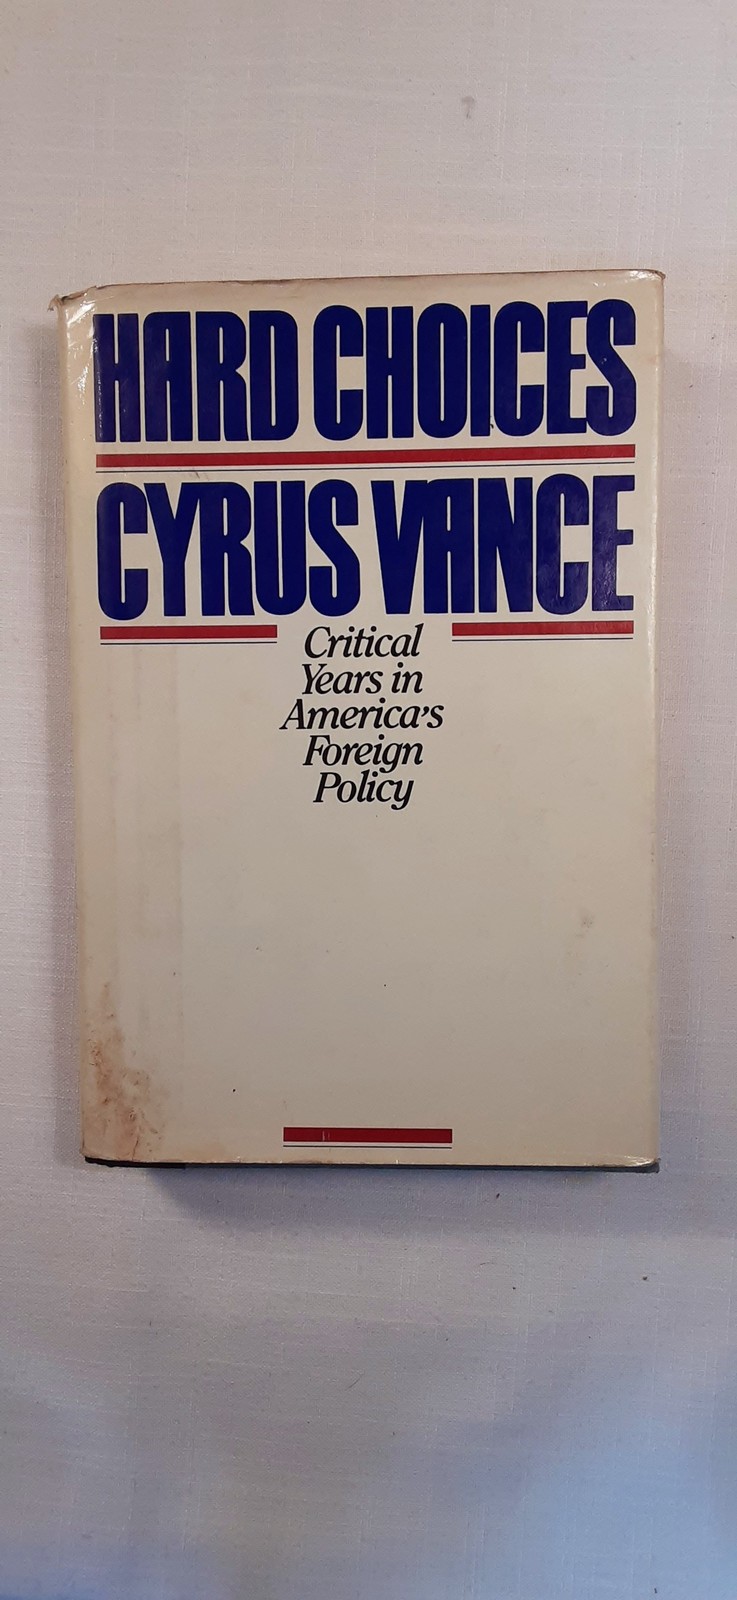 HARD CHOICES
CYRUS VANCE
Critical
Years in
America's
Foreign
Policy